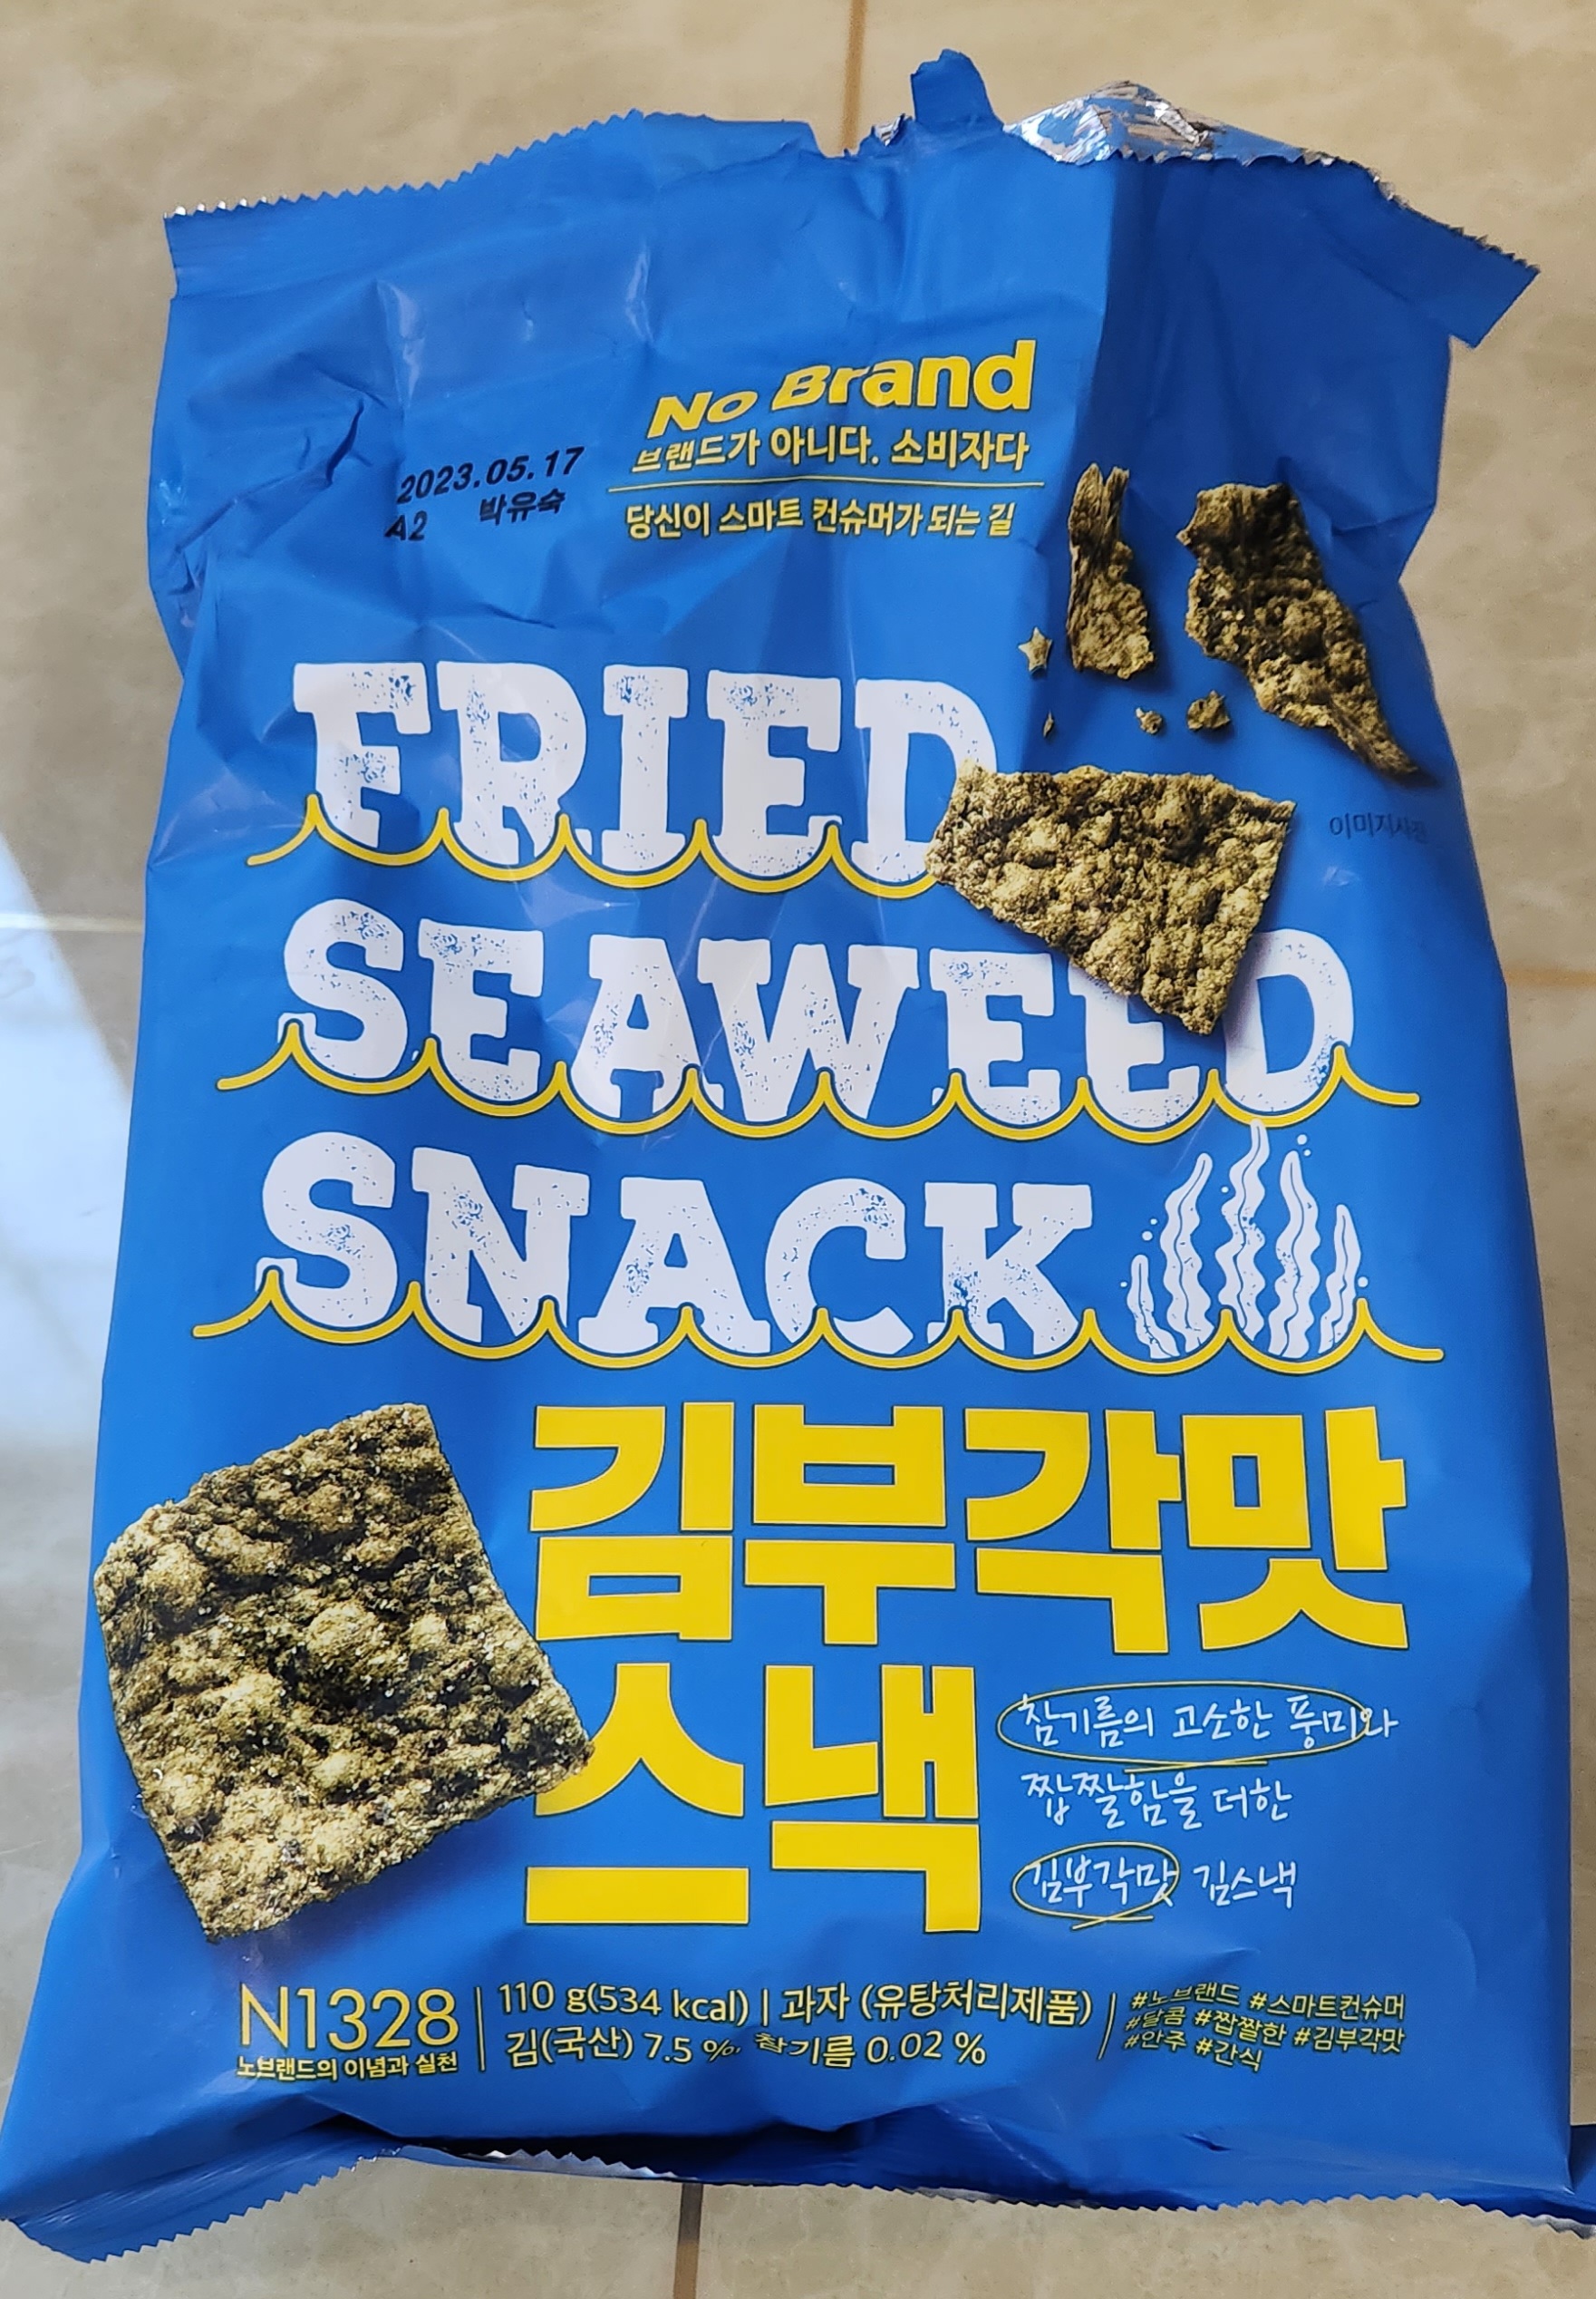 No Brand
브랜드가 아니다. 소비자다
당신이 스마트 컨슈머가 되는 길
2023.05.17
A2 박유숙
이미지사진
FRIED
SEAWEED
SNACK
김부각맛
스낵
참기름의 고소한 풍미와
짭짤함을 더한
김부각맛 김스낵
N1328
노브랜드의 이념과 실천
110 g(534 kcal) | 과자 (유탕처리제품)
김(국산) 7.5 %, 참기름 0.02 %
#노브랜드 #스마트컨슈머
#달콤 #짭짤한 #김부각맛
#안주 #간식